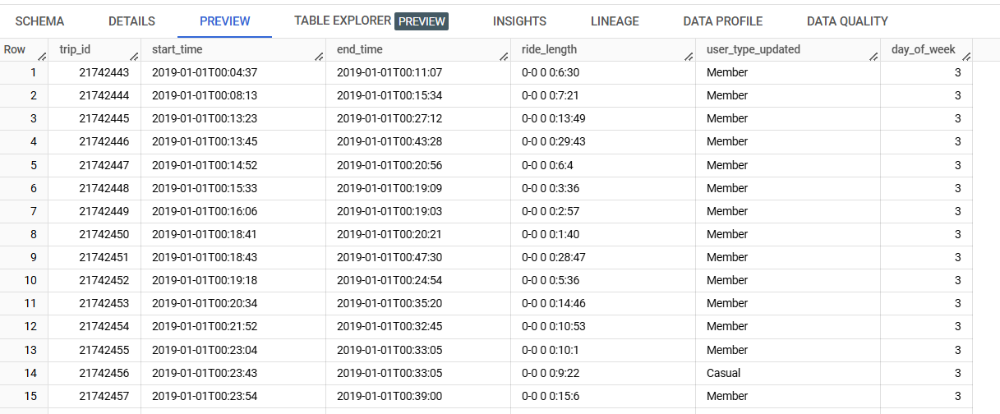 SCHEMA DETAILS PREVIEW TABLE EXPLORER PREVIEW INSIGHTS LINEAGE DATA PROFILE DATA QUALITY
Row trip_id start_time end_time ride_length user_type_updated day_of_week
1 21742443 2019-01-01T00:04:37 2019-01-01T00:11:07 0-0 0 0:6:30 Member 3
2 21742444 2019-01-01T00:08:13 2019-01-01T00:15:34 0-0 0 0:7:21 Member 3
3 21742445 2019-01-01T00:13:23 2019-01-01T00:27:12 0-0 0 0:13:49 Member 3
4 21742446 2019-01-01T00:13:45 2019-01-01T00:43:28 0-0 0 0:29:43 Member 3
5 21742447 2019-01-01T00:14:52 2019-01-01T00:20:56 0-0 0 0:6:4 Member 3
6 21742448 2019-01-01T00:15:33 2019-01-01T00:19:09 0-0 0 0:3:36 Member 3
7 21742449 2019-01-01T00:16:06 2019-01-01T00:19:03 0-0 0 0:2:57 Member 3
8 21742450 2019-01-01T00:18:41 2019-01-01T00:20:21 0-0 0 0:1:40 Member 3
9 21742451 2019-01-01T00:18:43 2019-01-01T00:47:30 0-0 0 0:28:47 Member 3
10 21742452 2019-01-01T00:19:18 2019-01-01T00:24:54 0-0 0 0:5:36 Member 3
11 21742453 2019-01-01T00:20:34 2019-01-01T00:35:20 0-0 0 0:14:46 Member 3
12 21742454 2019-01-01T00:21:52 2019-01-01T00:32:45 0-0 0 0:10:53 Member 3
13 21742455 2019-01-01T00:23:04 2019-01-01T00:33:05 0-0 0 0:10:1 Member 3
14 21742456 2019-01-01T00:23:43 2019-01-01T00:33:05 0-0 0 0:9:22 Casual 3
15 21742457 2019-01-01T00:23:54 2019-01-01T00:39:00 0-0 0 0:15:6 Member 3